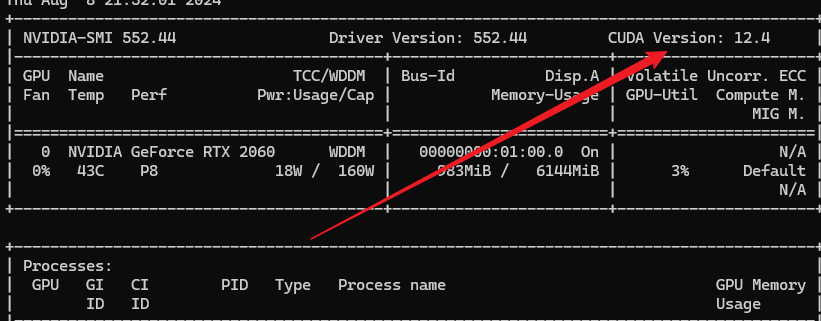 Thu Aug  8 21:52:01 2024
NVIDIA-SMI 552.44 Driver Version: 552.44 CUDA Version: 12.4
GPU Name TCC/WDDM Bus-Id Disp.A Volatile Uncorr. ECC
Fan Temp Perf Pwr:Usage/Cap Memory-Usage GPU-Util Compute M.
MIG M.
0 NVIDIA GeForce RTX 2060 WDDM 00000000:01:00.0 On N/A
0% 43C P8 18W / 160W 983MiB / 6144MiB 3% Default
N/A
Processes:
GPU GI CI PID Type Process name GPU Memory
ID ID Usage